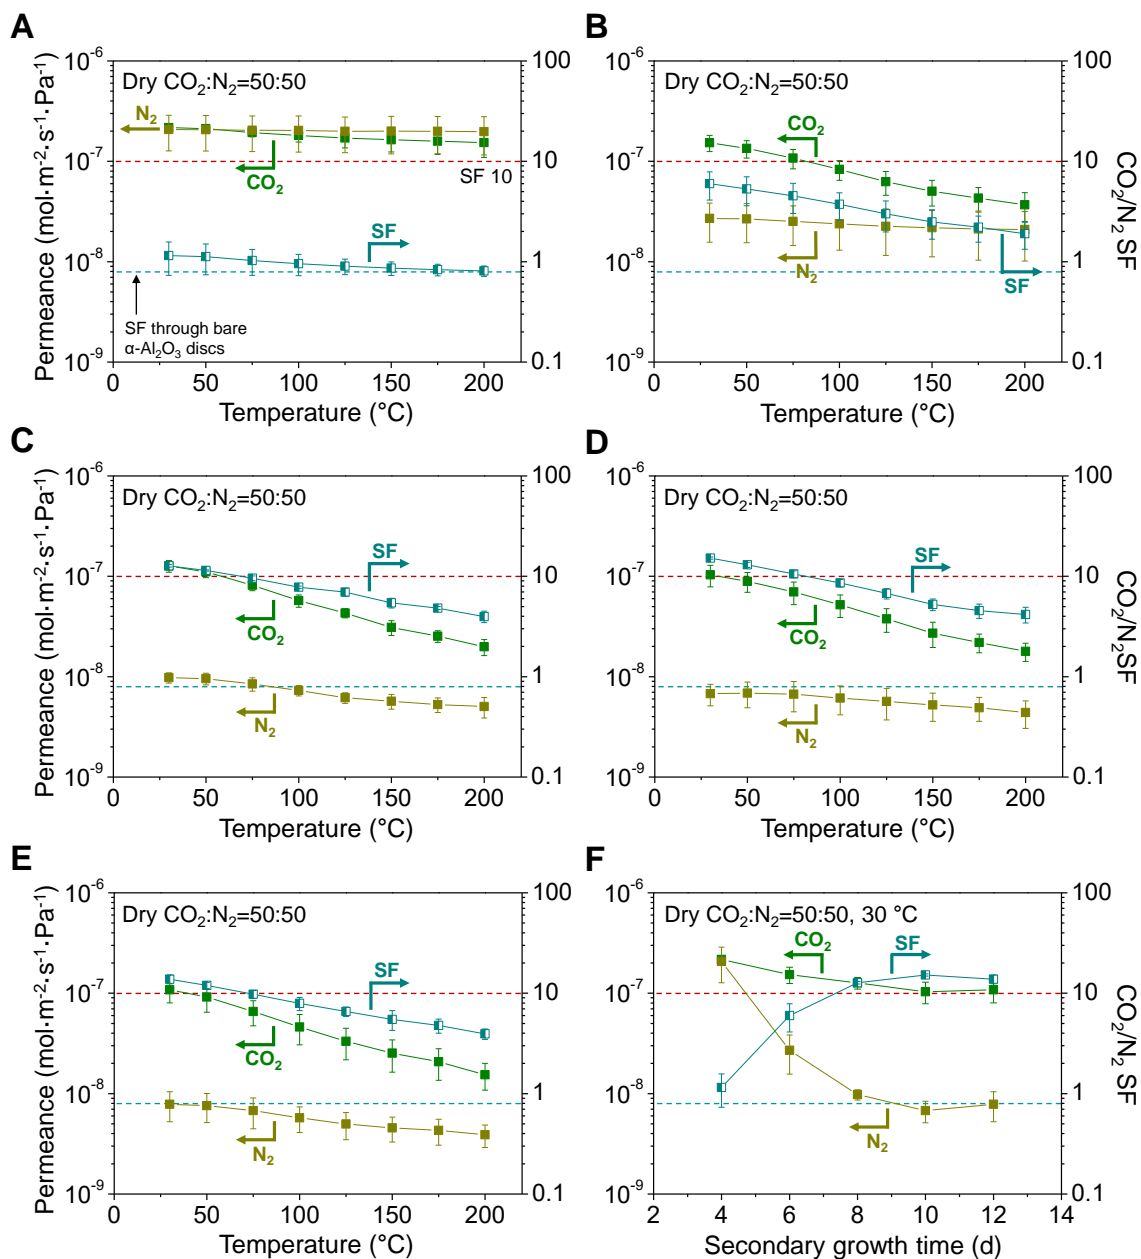 A
Permeance (mol·m⁻²·s⁻¹·Pa⁻¹)
10⁻⁶
10⁻⁷
10⁻⁸
10⁻⁹
Dry CO₂:N₂=50:50
N₂
CO₂
SF 10
SF
SF through bare
α-Al₂O₃ discs
100
10
1
0.1
0 50 100 150 200
Temperature (°C)
B
10⁻⁶
10⁻⁷
10⁻⁸
10⁻⁹
Dry CO₂:N₂=50:50
CO₂
N₂
SF
100
10
1
0.1
CO₂/N₂ SF
0 50 100 150 200
Temperature (°C)
C
Permeance (mol·m⁻²·s⁻¹·Pa⁻¹)
10⁻⁶
10⁻⁷
10⁻⁸
10⁻⁹
Dry CO₂:N₂=50:50
SF
CO₂
N₂
100
10
1
0.1
0 50 100 150 200
Temperature (°C)
D
10⁻⁶
10⁻⁷
10⁻⁸
10⁻⁹
Dry CO₂:N₂=50:50
SF
CO₂
N₂
100
10
1
0.1
CO₂/N₂SF
0 50 100 150 200
Temperature (°C)
E
Permeance (mol·m⁻²·s⁻¹·Pa⁻¹)
10⁻⁶
10⁻⁷
10⁻⁸
10⁻⁹
Dry CO₂:N₂=50:50
SF
CO₂
N₂
100
10
1
0.1
0 50 100 150 200
Temperature (°C)
F
10⁻⁶
10⁻⁷
10⁻⁸
10⁻⁹
Dry CO₂:N₂=50:50, 30 °C
CO₂
SF
N₂
100
10
1
0.1
CO₂/N₂ SF
2 4 6 8 10 12 14
Secondary growth time (d)